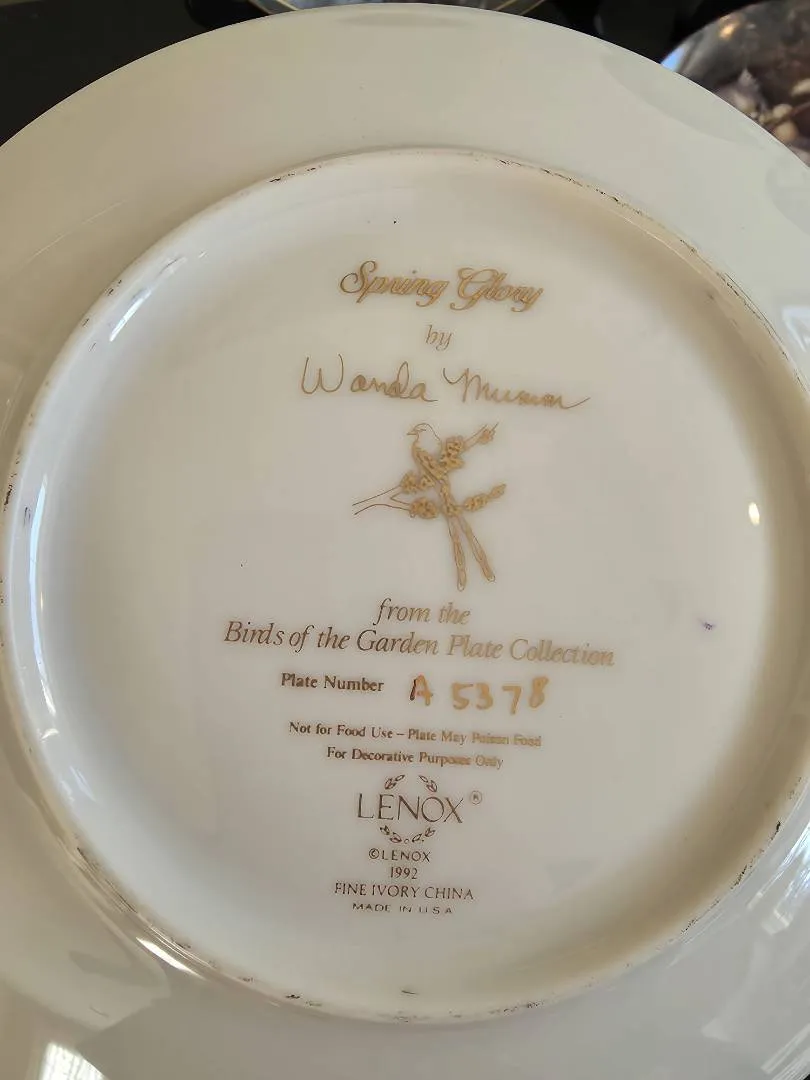 Spring Glory
by
Wanda Mumm
from the
Birds of the Garden Plate Collection
Plate Number A 5378
Not for Food Use – Plate May Poison Food
For Decorative Purposes Only
LENOX®
©LENOX
1992
FINE IVORY CHINA
MADE IN U.S.A